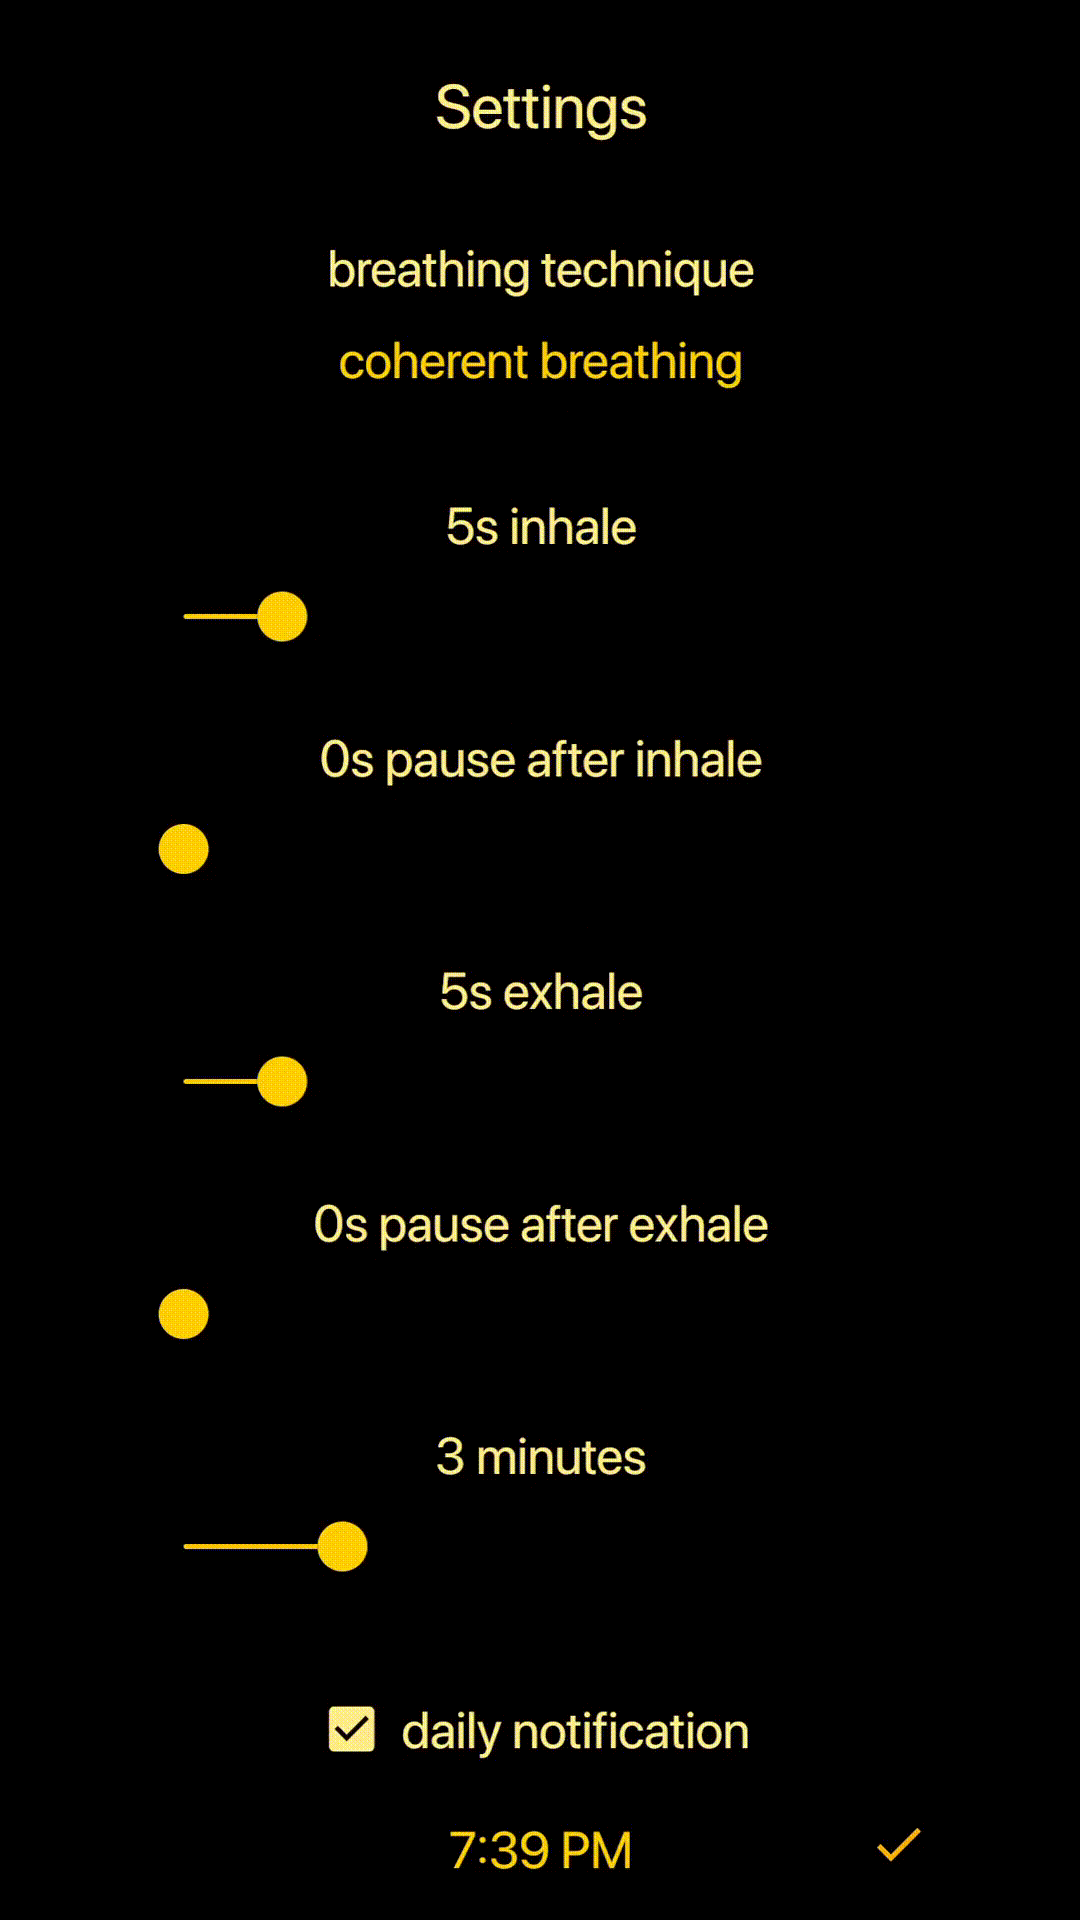 Settings
breathing technique
coherent breathing
5s inhale
0s pause after inhale
5s exhale
0s pause after exhale
3 minutes
daily notification
7:39 PM